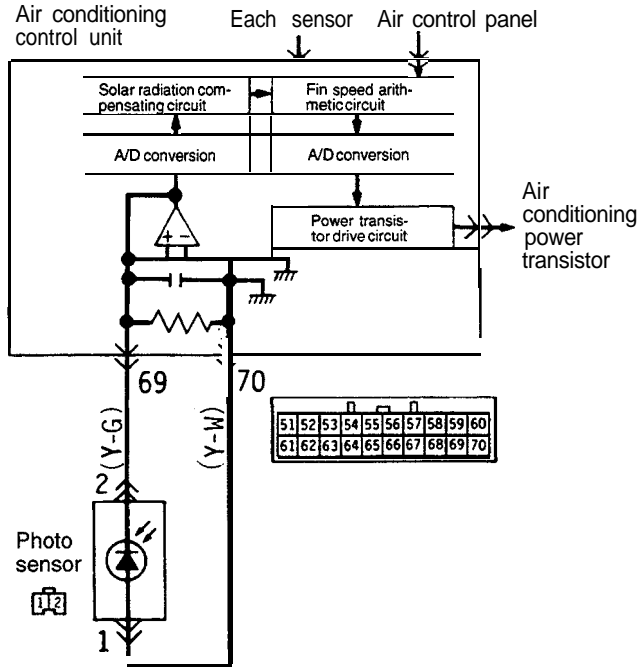 Air conditioning
control unit
Each sensor
Air control panel
Solar radiation com-
pensating circuit
Fin speed arith-
metic circuit
A/D conversion
A/D conversion
Power transis-
tor drive circuit
Air
conditioning
power
transistor
+ −
69
70
(Y-G)
(Y-W)
51 52 53 54 55 56 57 58 59 60
61 62 63 64 65 66 67 68 69 70
2
Photo
sensor
1 2
1